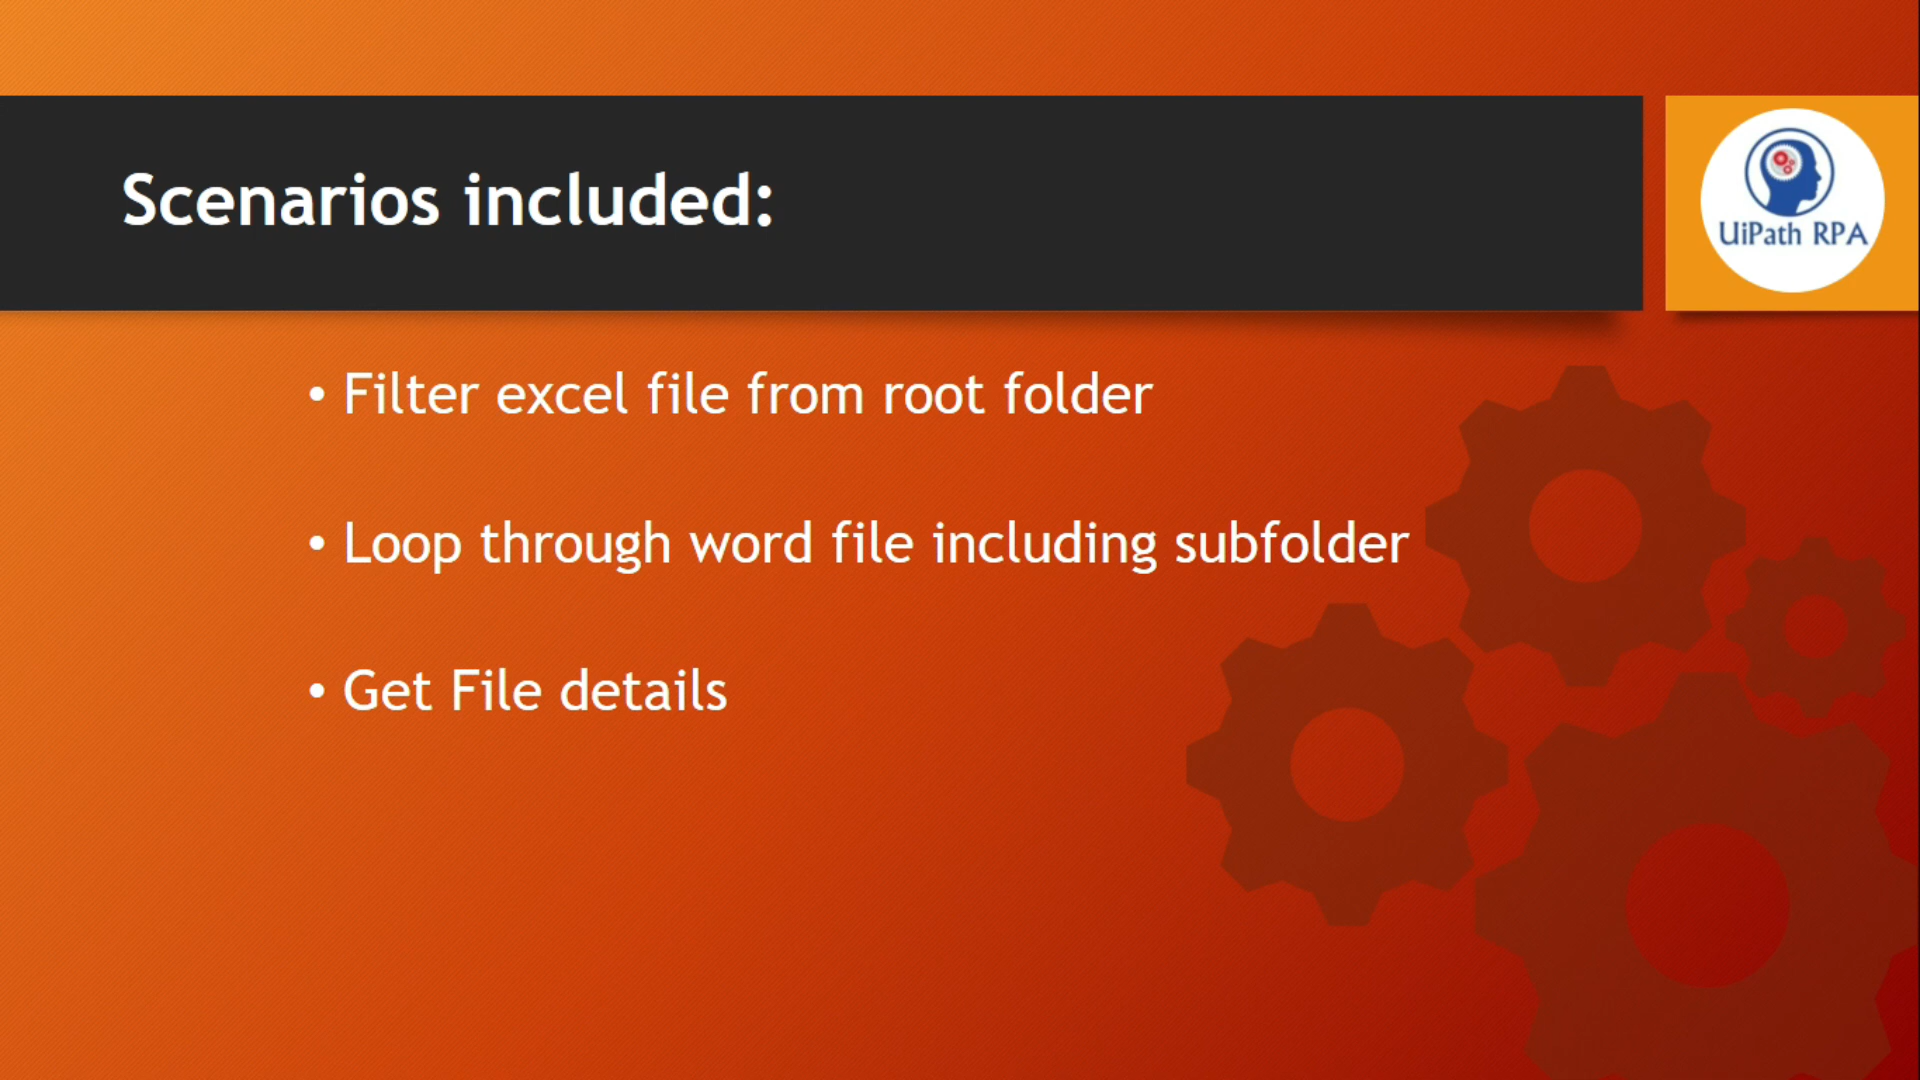 Scenarios included:
UiPath RPA
• Filter excel file from root folder
• Loop through word file including subfolder
• Get File details